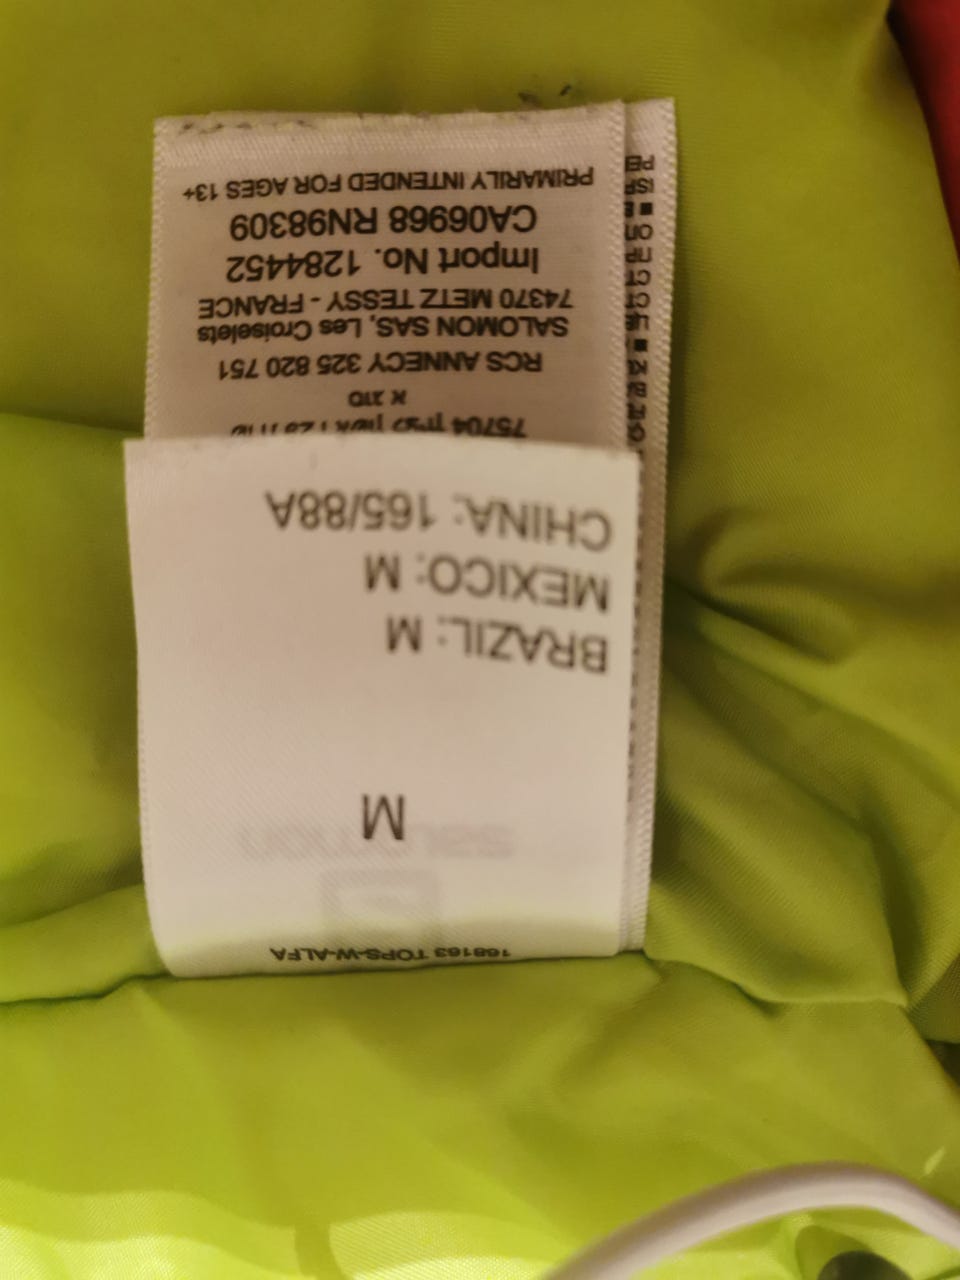 168163 TOPS-W-ALFA
salomon
M
BRAZIL: M
MEXICO: M
CHINA: 165/88A
RCS ANNECY 325 820 751
SALOMON SAS, Les Croiselets
74370 METZ TESSY - FRANCE
Import No. 1284452
CA06968 RN98309
PRIMARILY INTENDED FOR AGES 13+